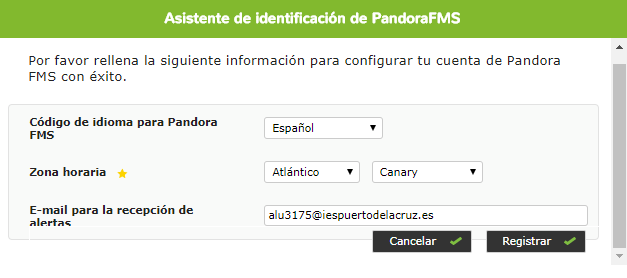 Asistente de identificación de PandoraFMS
Por favor rellena la siguiente información para configurar tu cuenta de Pandora
FMS con éxito.
Código de idioma para Pandora
FMS
Español
Zona horaria
Atlántico
Canary
E-mail para la recepción de
alertas
alu3175@iespuertodelacruz.es
Cancelar
Registrar